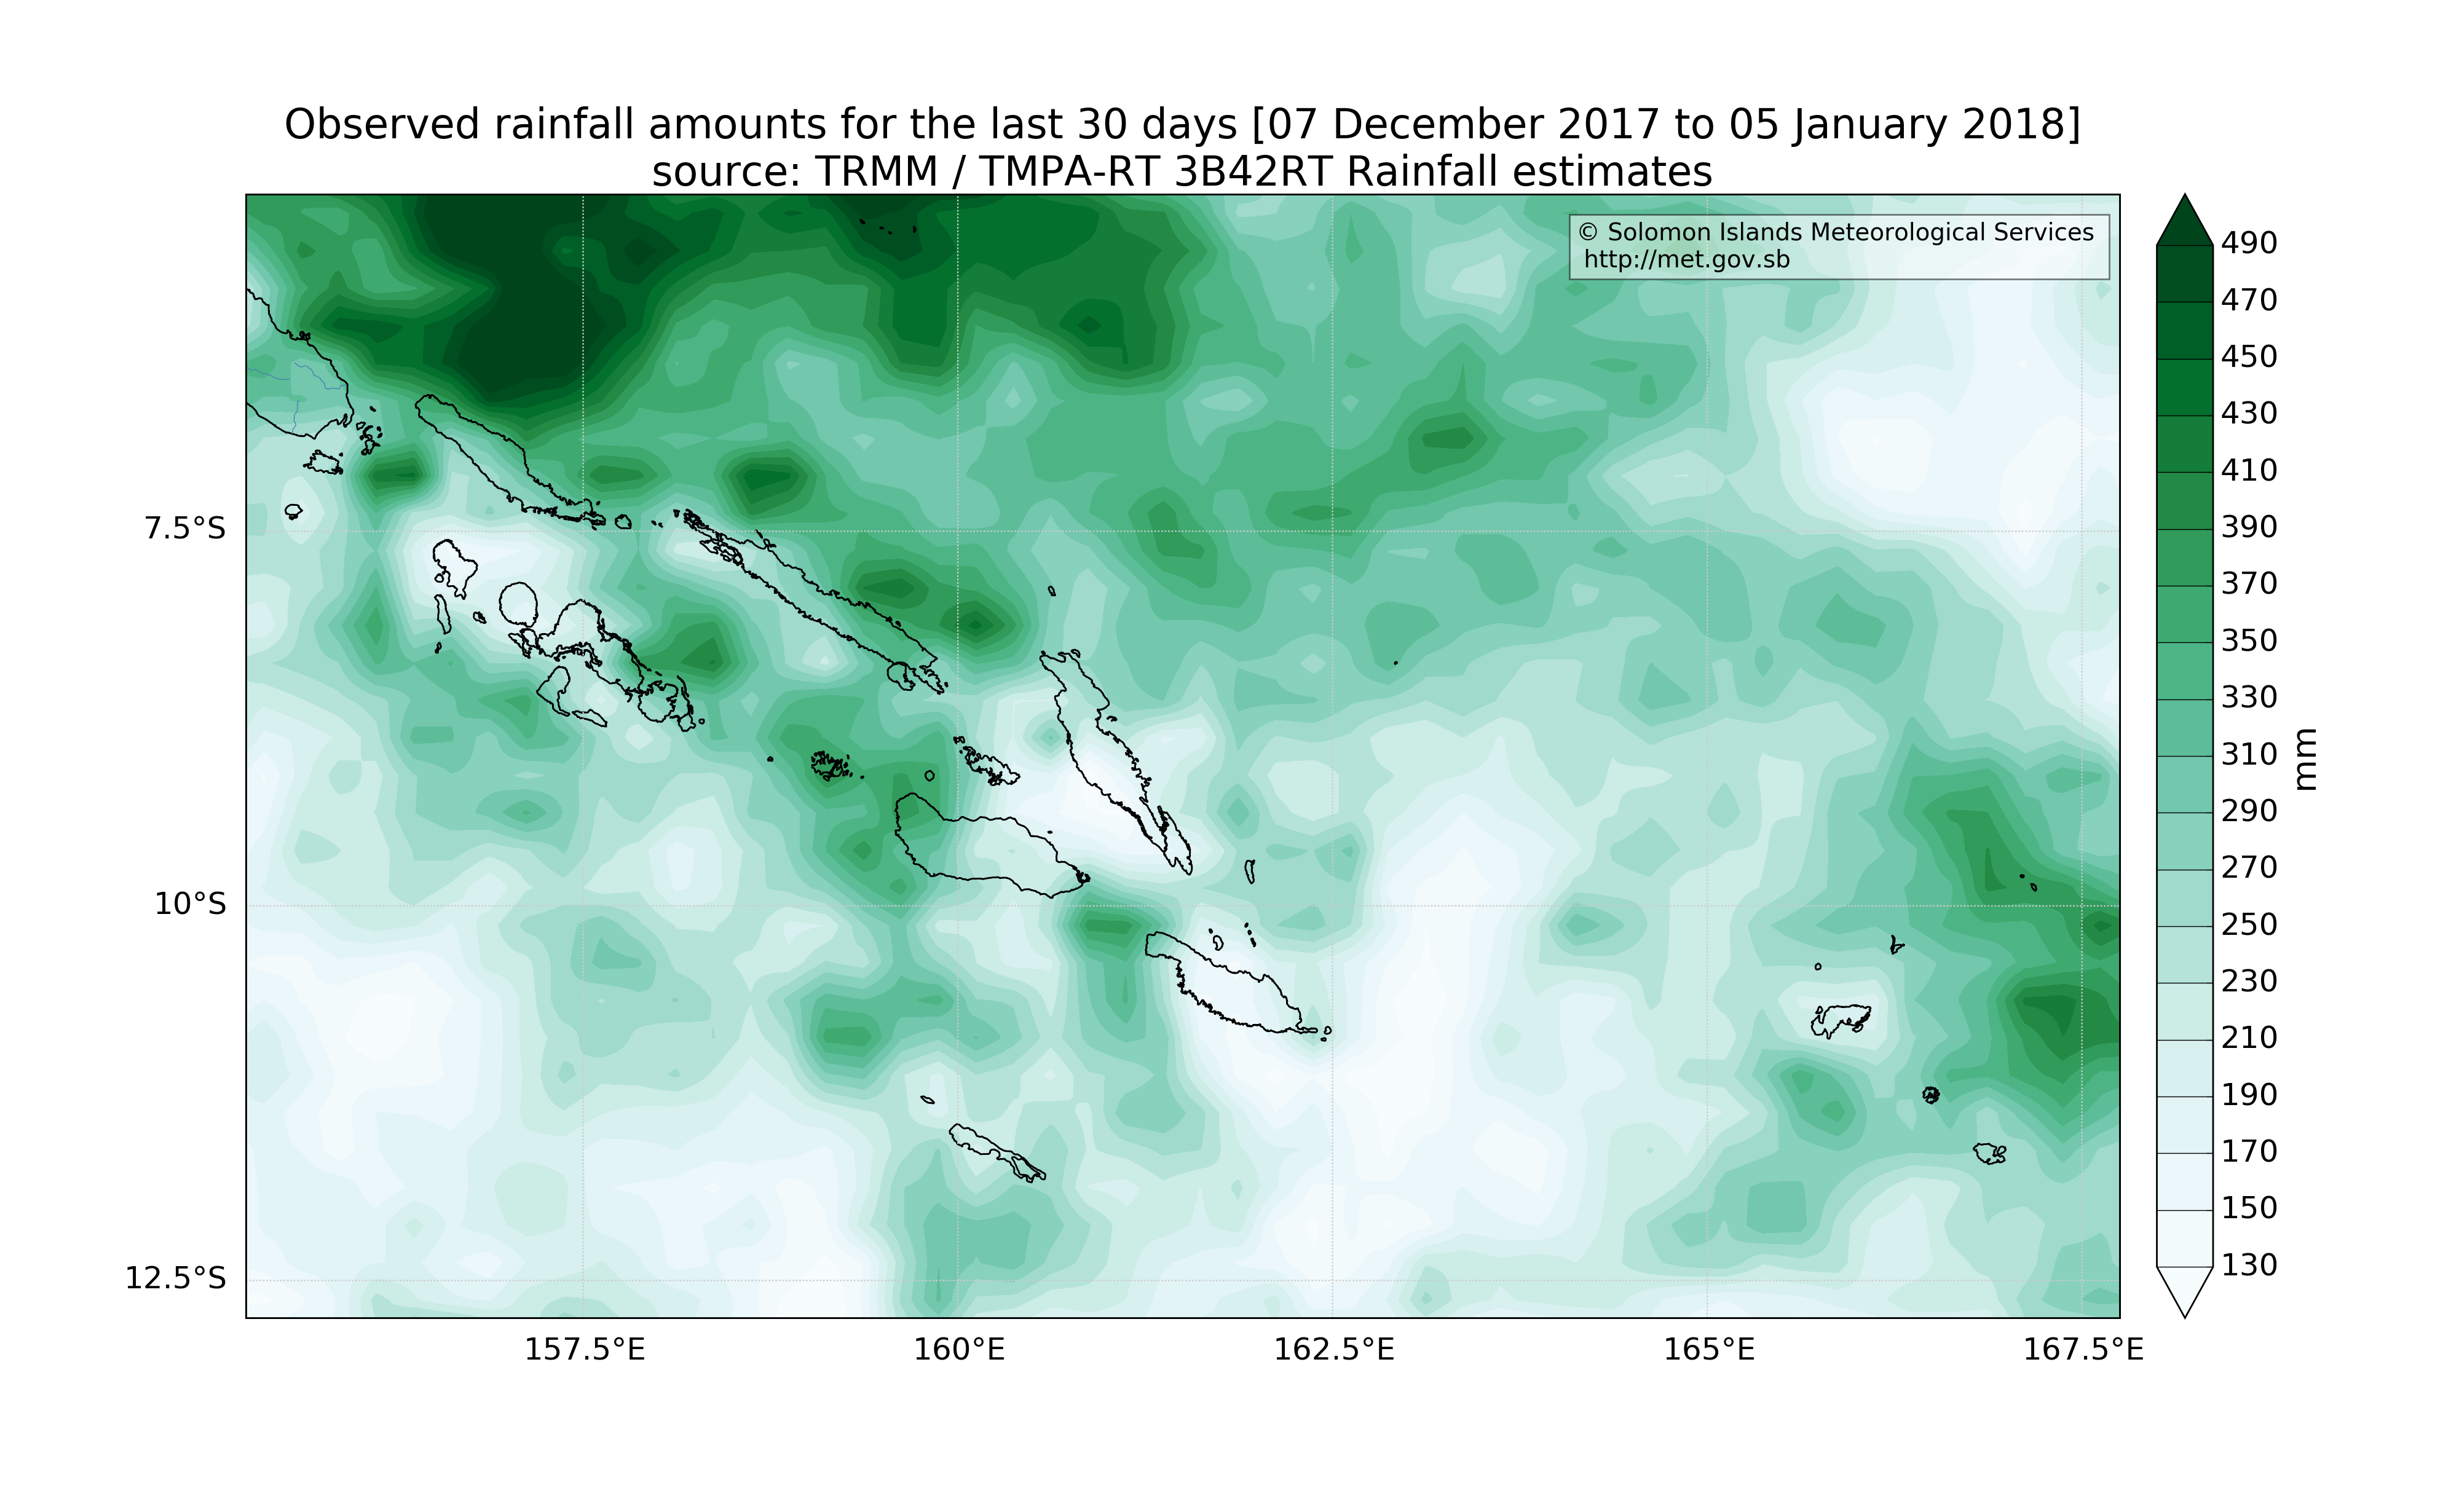 Observed rainfall amounts for the last 30 days [07 December 2017 to 05 January 2018]
source: TRMM / TMPA-RT 3B42RT Rainfall estimates
© Solomon Islands Meteorological Services
http://met.gov.sb
7.5°S
10°S
12.5°S
157.5°E
160°E
162.5°E
165°E
167.5°E
490
470
450
430
410
390
370
350
330
310
290
270
250
230
210
190
170
150
130
mm